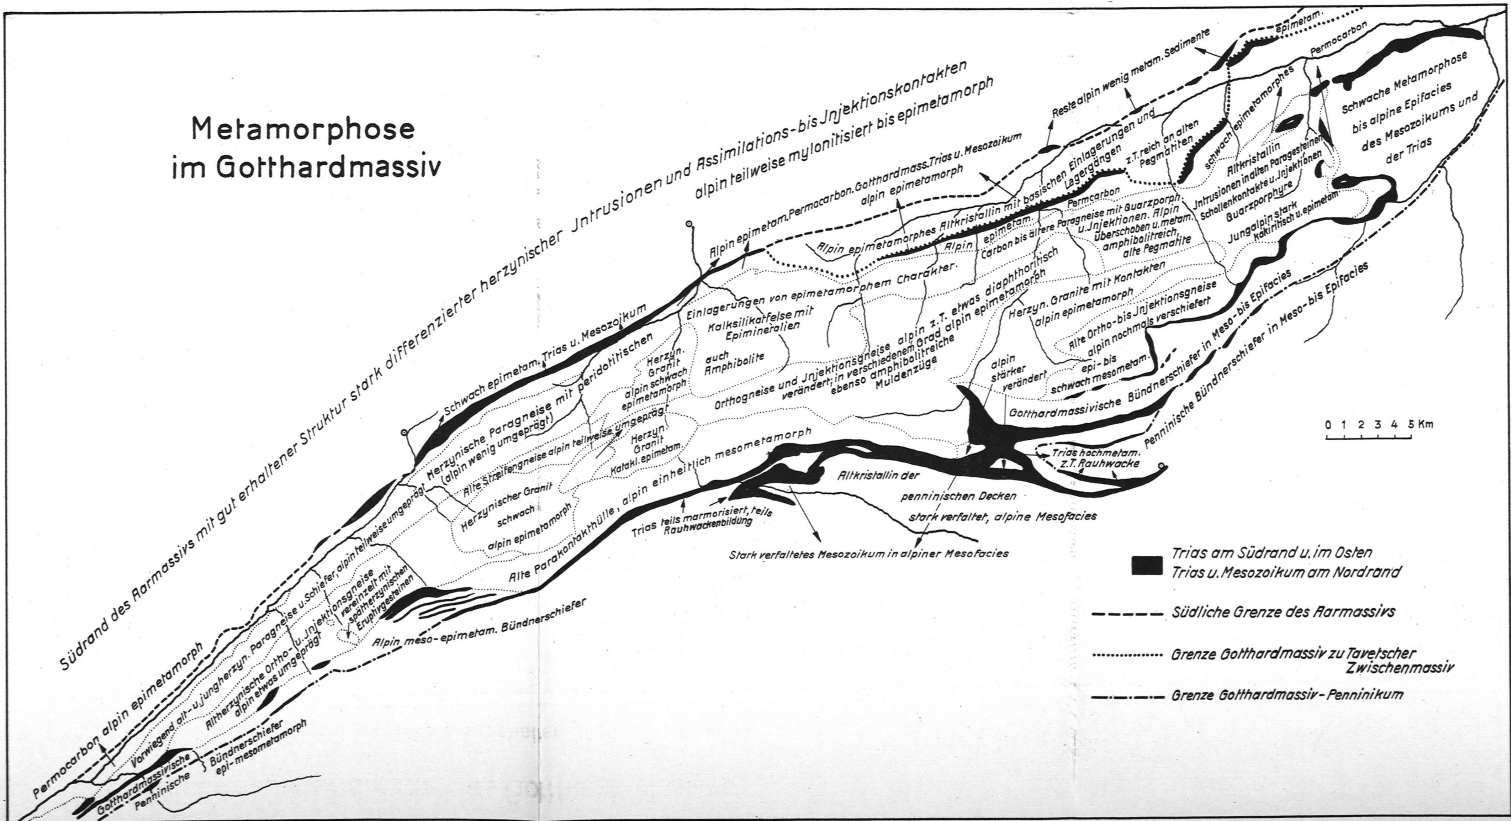 Metamorphose
im Gotthardmassiv
Südrand des Aarmassivs mit gut erhaltener Struktur stark differenzierter herzynischer Jntrusionen und Assimilations-bis Jnjektionskontakten
alpin teilweise mylonitisiert bis epimetamorph
Reste alpin wenig metam. Sedimente
epimetam.
Permocarbon
Schwache Metamorphose
bis alpine Epifacies
des Mesozoikums und
der Trias
schwach epimetamorphes
Altkristallin
Jntrusionen in alten Paragesteinen
Schollenkontakte u. Jnjektionen
Quarzporphyre
Jungalpin stark
kakiritisch u. epimetam.
z.T. reich an alten
Pegmatiten
Alpin epimetam. Permocarbon. Gotthardmass. Trias u. Mesozoikum
alpin epimetamorph
Alpin epimetamorphes Altkristallin mit basischen Einlagerungen und
Lagergängen
Alpin epimetam. Permcarbon
Carbon bis ältere Paragneise mit Quarzporph.
u. Jnjektionen. Alpin
überschoben u. metam.
amphibolitreich,
alte Pegmatite
Schwach epimetam. Trias u. Mesozoikum
Herzynische Paragneise mit peridotitischen
Einlagerungen von epimetamorphem Charakter.
(alpin wenig umgeprägt)
Kalksilikatfelse mit
Epimineralien
auch
Amphibolite
Herzyn.
Granit
alpin schwach
epimetamorph
Orthogneise und Jnjektionsgneise alpin z.T. etwas diaphthoritisch
verändert; in verschiedenem Grad alpin epimetamorph
ebenso amphibolitreiche
Muldenzüge
Herzyn. Granite mit Kontakten
alpin epimetamorph
Alte Ortho-bis Jnjektionsgneise
alpin nochmals verschiefert
epi-bis
schwach mesometam.
alpin
stärker
verändert
Gotthardmassivische Bündnerschiefer in Meso-bis Epifacies
Penninische Bündnerschiefer in Meso-bis Epifacies
Alte Streifengneise alpin teilweise umgeprägt
Herzyn.
Granit
Katakl. epimetam.
Herzynischer Granit
schwach
alpin epimetamorph
Alte Parakontakthülle, alpin einheitlich mesometamorph
Trias teils marmorisiert, teils
Rauhwackenbildung
Altkristallin der
penninischen Decken
stark verfaltet, alpine Mesofacies
Trias hochmetam.
z.T. Rauhwacke
Stark verfaltetes Mesozoikum in alpiner Mesofacies
Permocarbon alpin epimetamorph
Vorwiegend alt-u. jungherzyn. Paragneise u. Schiefer, alpin teilweise umgeprägt
Altherzynische Ortho-u. Jnjektionsgneise
alpin etwas umgeprägt
vereinzelt mit
spätherzynischen
Eruptivgesteinen
Alpin meso-epimetam. Bündnerschiefer
Gotthardmassivische
Penninische
Bündnerschiefer
epi-mesometamorph
0 1 2 3 4 5 Km
Trias am Südrand u. im Osten
Trias u. Mesozoikum am Nordrand
Südliche Grenze des Aarmassivs
Grenze Gotthardmassiv zu Tavetscher
Zwischenmassiv
Grenze Gotthardmassiv-Penninikum